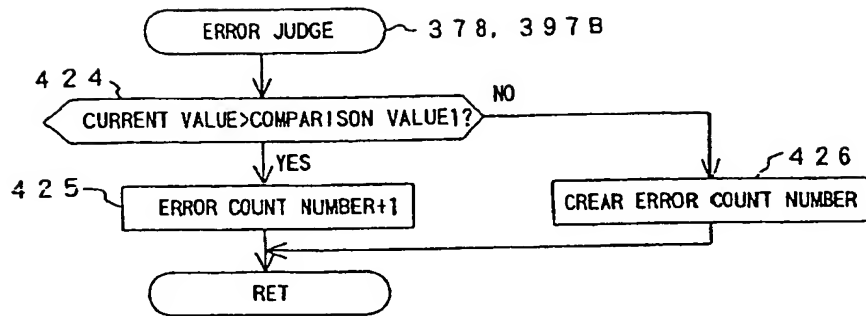 ERROR JUDGE
378, 397B
424
CURRENT VALUE>COMPARISON VALUE1?
NO
YES
425
ERROR COUNT NUMBER+1
426
CREAR ERROR COUNT NUMBER
RET